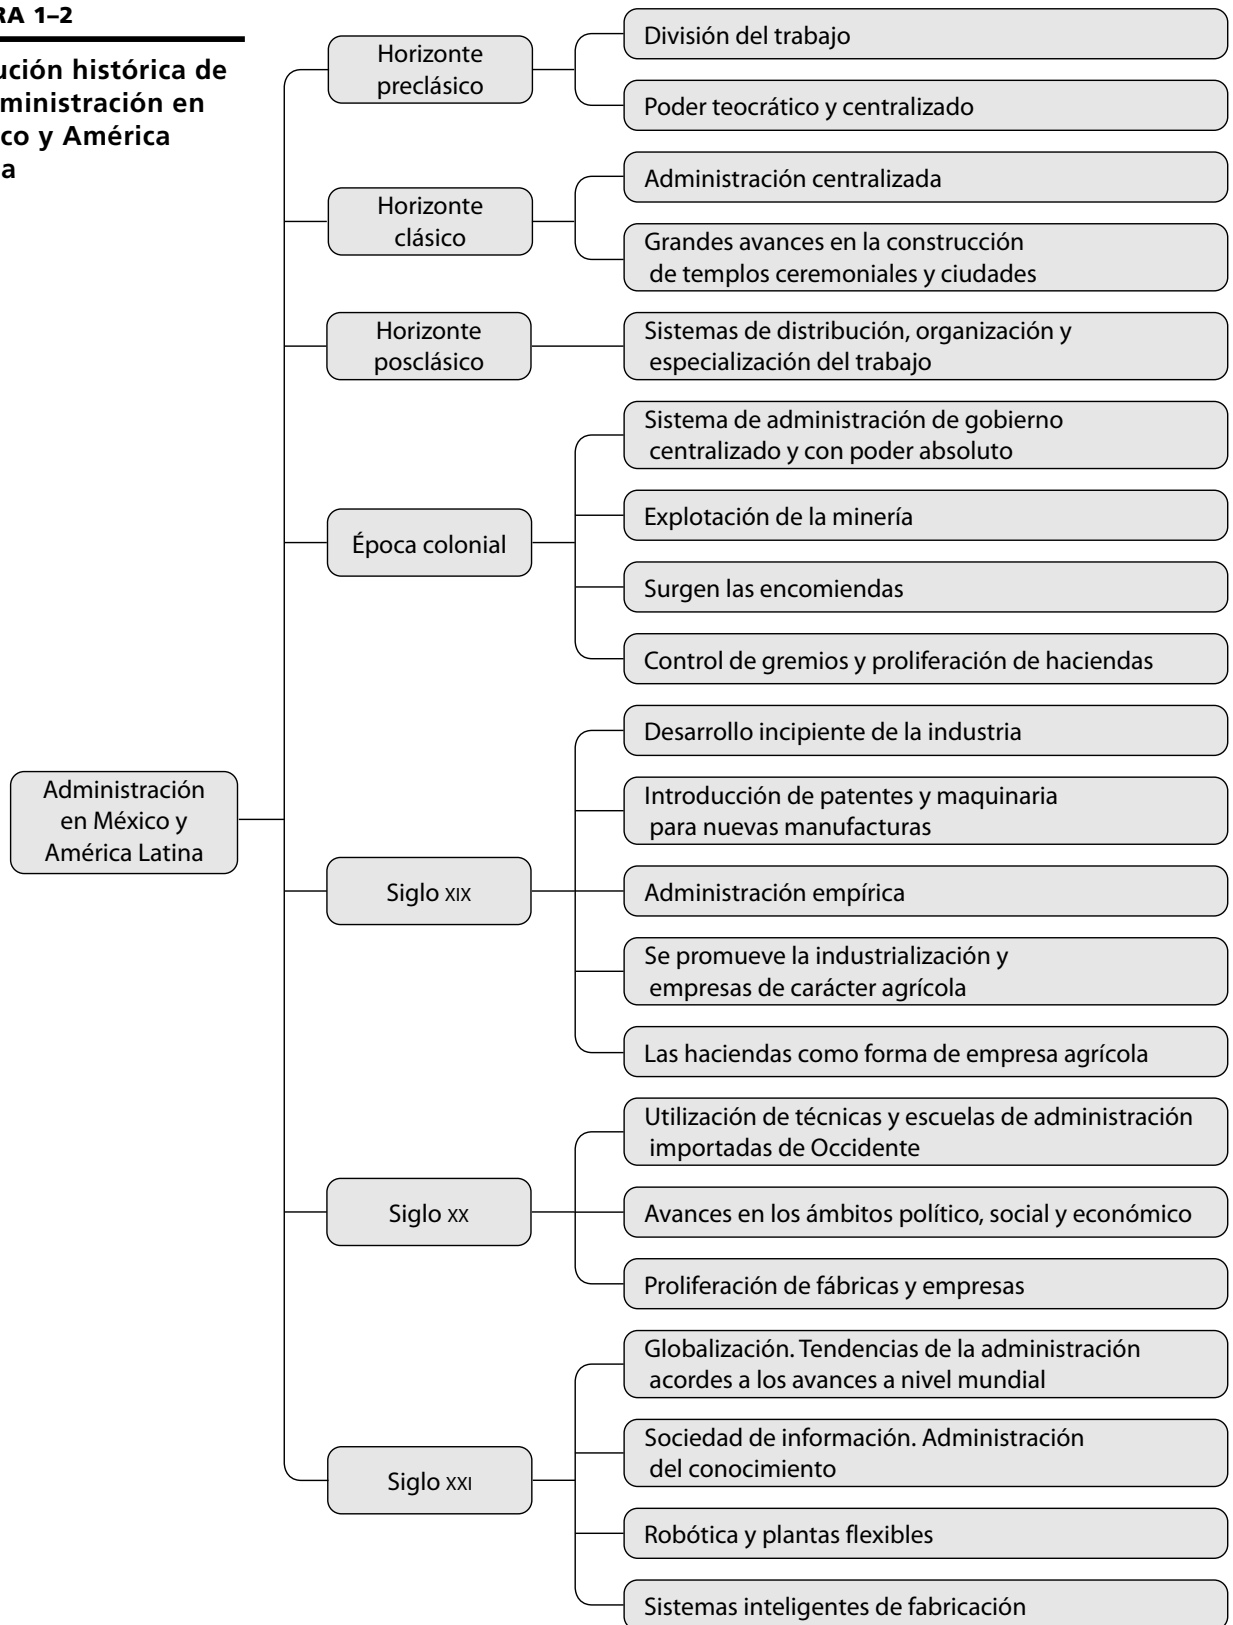 RA 1–2
ución histórica de
ministración en
co y América
a
Horizonte
preclásico
División del trabajo
Poder teocrático y centralizado
Horizonte
clásico
Administración centralizada
Grandes avances en la construcción
de templos ceremoniales y ciudades
Horizonte
posclásico
Sistemas de distribución, organización y
especialización del trabajo
Época colonial
Sistema de administración de gobierno
centralizado y con poder absoluto
Explotación de la minería
Surgen las encomiendas
Control de gremios y proliferación de haciendas
Administración
en México y
América Latina
Siglo XIX
Desarrollo incipiente de la industria
Introducción de patentes y maquinaria
para nuevas manufacturas
Administración empírica
Se promueve la industrialización y
empresas de carácter agrícola
Las haciendas como forma de empresa agrícola
Siglo XX
Utilización de técnicas y escuelas de administración
importadas de Occidente
Avances en los ámbitos político, social y económico
Proliferación de fábricas y empresas
Siglo XXI
Globalización. Tendencias de la administración
acordes a los avances a nivel mundial
Sociedad de información. Administración
del conocimiento
Robótica y plantas flexibles
Sistemas inteligentes de fabricación